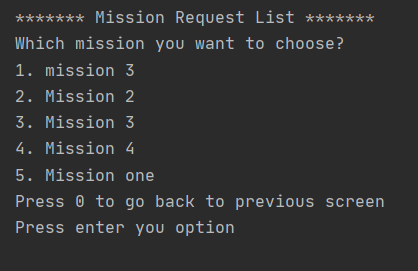 ******* Mission Request List *******
Which mission you want to choose?
1. mission 3
2. Mission 2
3. Mission 3
4. Mission 4
5. Mission one
Press 0 to go back to previous screen
Press enter you option